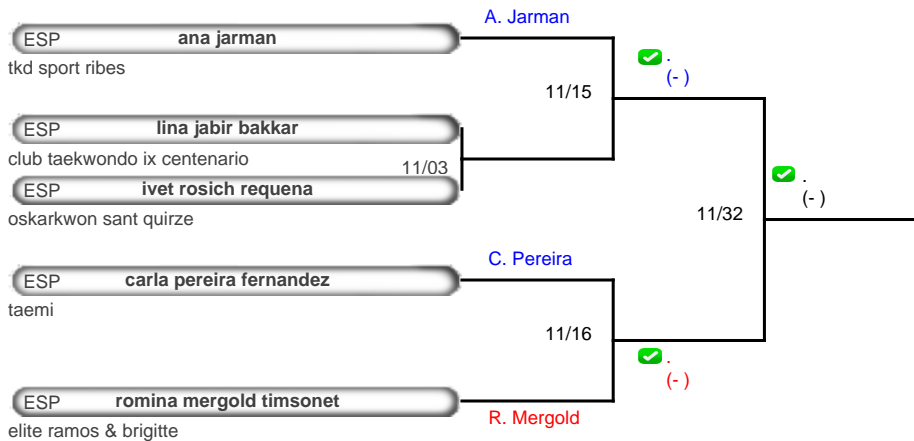 A. Jarman
ESP ana jarman
tkd sport ribes
.
(- )
11/15
ESP lina jabir bakkar
club taekwondo ix centenario
11/03
ESP ivet rosich requena
oskarkwon sant quirze
.
(- )
11/32
C. Pereira
ESP carla pereira fernandez
taemi
11/16
.
(- )
ESP romina mergold timsonet
R. Mergold
elite ramos & brigitte